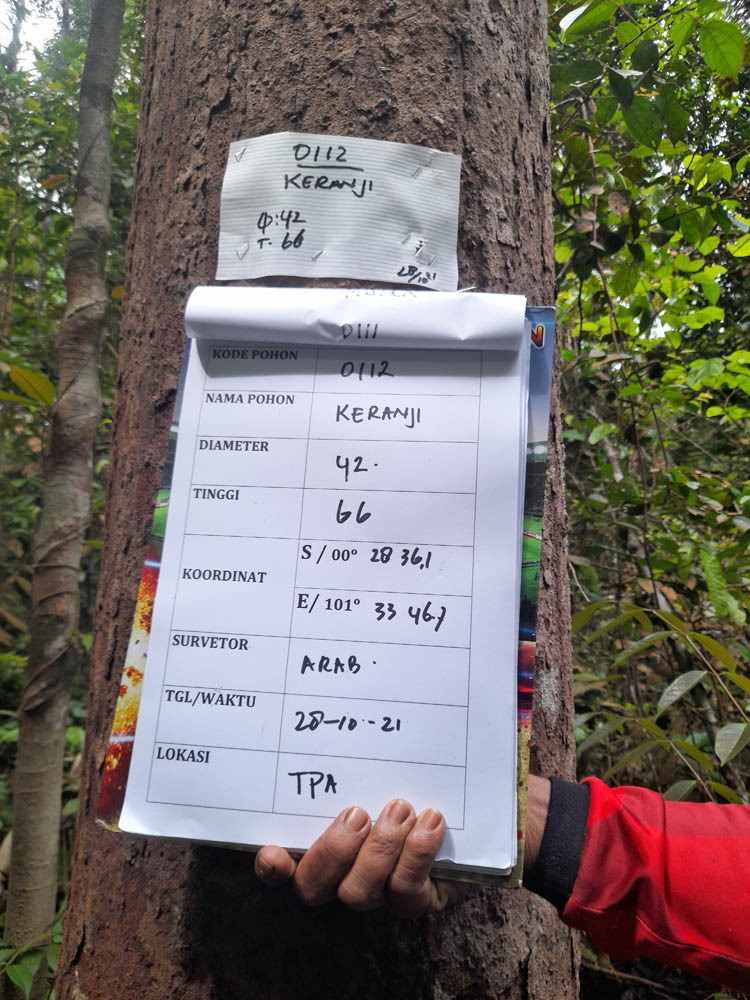 0112
KERANJI
Φ:42
T. 66
28/10.21
0111
KODE POHON 0112
NAMA POHON KERANJI
DIAMETER 42.
TINGGI 66
KOORDINAT
S / 00° 28 36,1
E/ 101° 33 46.7
SURVETOR ARAB.
TGL/WAKTU 28-10-21
LOKASI TPA